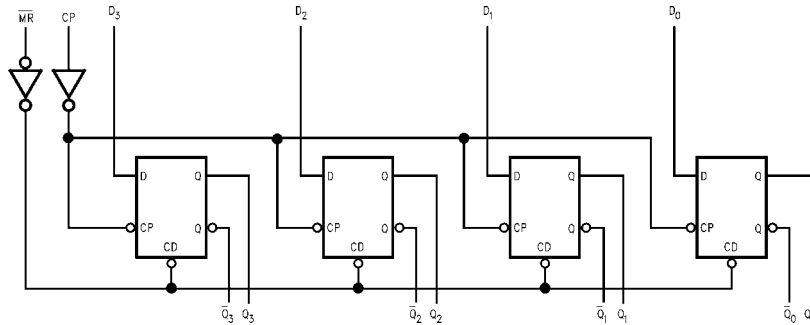 M̅R̅ CP D₃ D₂ D₁ D₀
D Q D Q D Q D Q
CP Q CP Q CP Q CP Q
CD CD CD CD
Q̅₃ Q₃ Q̅₂ Q₂ Q̅₁ Q₁ Q̅₀ Q